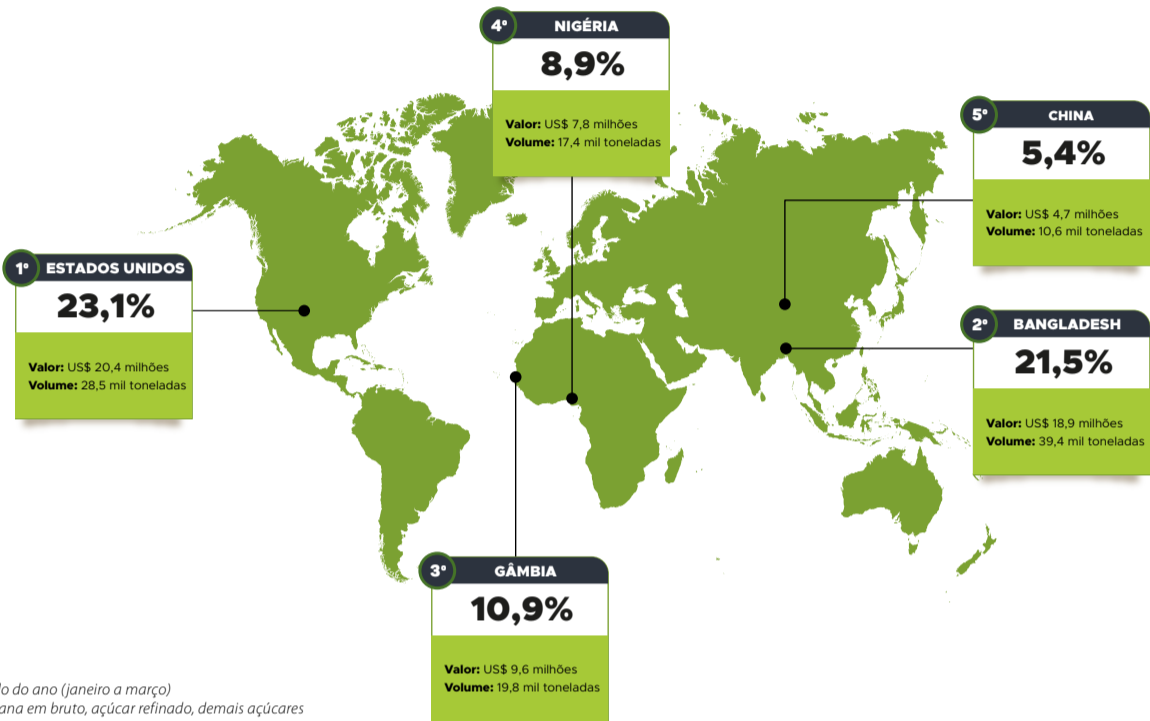 4º NIGÉRIA
8,9%
Valor: US$ 7,8 milhões
Volume: 17,4 mil toneladas
5º CHINA
5,4%
Valor: US$ 4,7 milhões
Volume: 10,6 mil toneladas
1º ESTADOS UNIDOS
23,1%
Valor: US$ 20,4 milhões
Volume: 28,5 mil toneladas
2º BANGLADESH
21,5%
Valor: US$ 18,9 milhões
Volume: 39,4 mil toneladas
3º GÂMBIA
10,9%
Valor: US$ 9,6 milhões
Volume: 19,8 mil toneladas
do ano (janeiro a março)
em bruto, açúcar refinado, demais açúcares